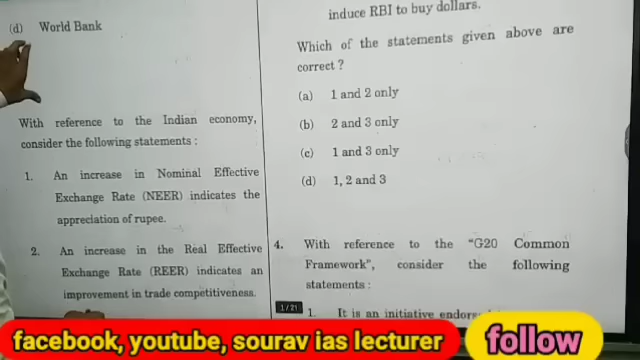 (d) World Bank
With reference to the Indian economy,
consider the following statements :
1. An increase in Nominal Effective
Exchange Rate (NEER) indicates the
appreciation of rupee.
2. An increase in the Real Effective
Exchange Rate (REER) indicates an
improvement in trade competitiveness.
induce RBI to buy dollars.
Which of the statements given above are
correct ?
(a) 1 and 2 only
(b) 2 and 3 only
(c) 1 and 3 only
(d) 1, 2 and 3
4. With reference to the "G20 Common
Framework", consider the following
statements :
1. It is an initiative
1 / 21
facebook, youtube, sourav ias lecturer
follow